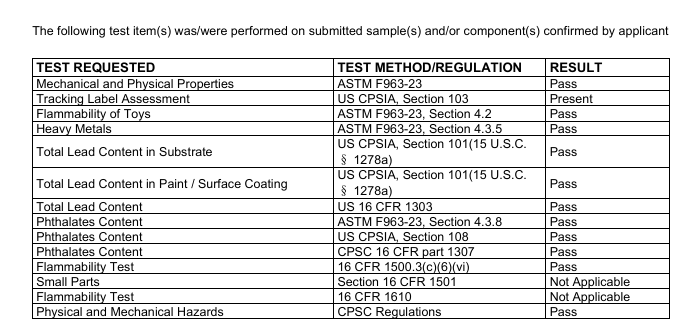 The following test item(s) was/were performed on submitted sample(s) and/or component(s) confirmed by applicant
TEST REQUESTED TEST METHOD/REGULATION RESULT
Mechanical and Physical Properties ASTM F963-23 Pass
Tracking Label Assessment US CPSIA, Section 103 Present
Flammability of Toys ASTM F963-23, Section 4.2 Pass
Heavy Metals ASTM F963-23, Section 4.3.5 Pass
Total Lead Content in Substrate US CPSIA, Section 101(15 U.S.C. Pass
§ 1278a)
Total Lead Content in Paint / Surface Coating US CPSIA, Section 101(15 U.S.C. Pass
§ 1278a)
Total Lead Content US 16 CFR 1303 Pass
Phthalates Content ASTM F963-23, Section 4.3.8 Pass
Phthalates Content US CPSIA, Section 108 Pass
Phthalates Content CPSC 16 CFR part 1307 Pass
Flammability Test 16 CFR 1500.3(c)(6)(vi) Pass
Small Parts Section 16 CFR 1501 Not Applicable
Flammability Test 16 CFR 1610 Not Applicable
Physical and Mechanical Hazards CPSC Regulations Pass